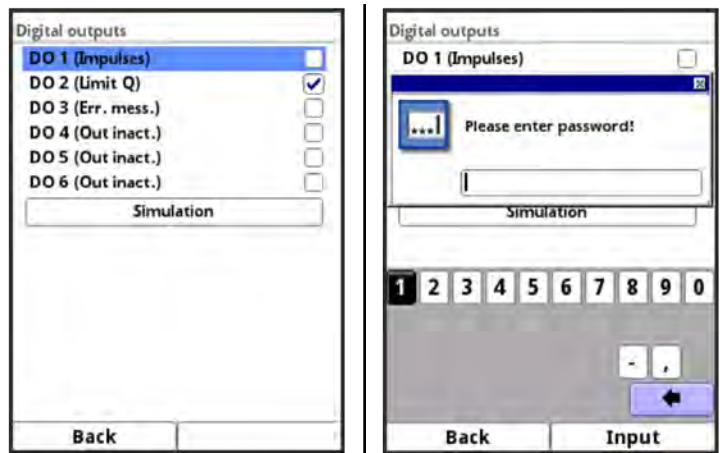 Digital outputs
DO 1 (Impulses)
DO 2 (Limit Q)
DO 3 (Err. mess.)
DO 4 (Out inact.)
DO 5 (Out inact.)
DO 6 (Out inact.)
Simulation
Back
Digital outputs
DO 1 (Impulses)
...I
Please enter password!
Simulation
1 2 3 4 5 6 7 8 9 0
- ,
Back Input